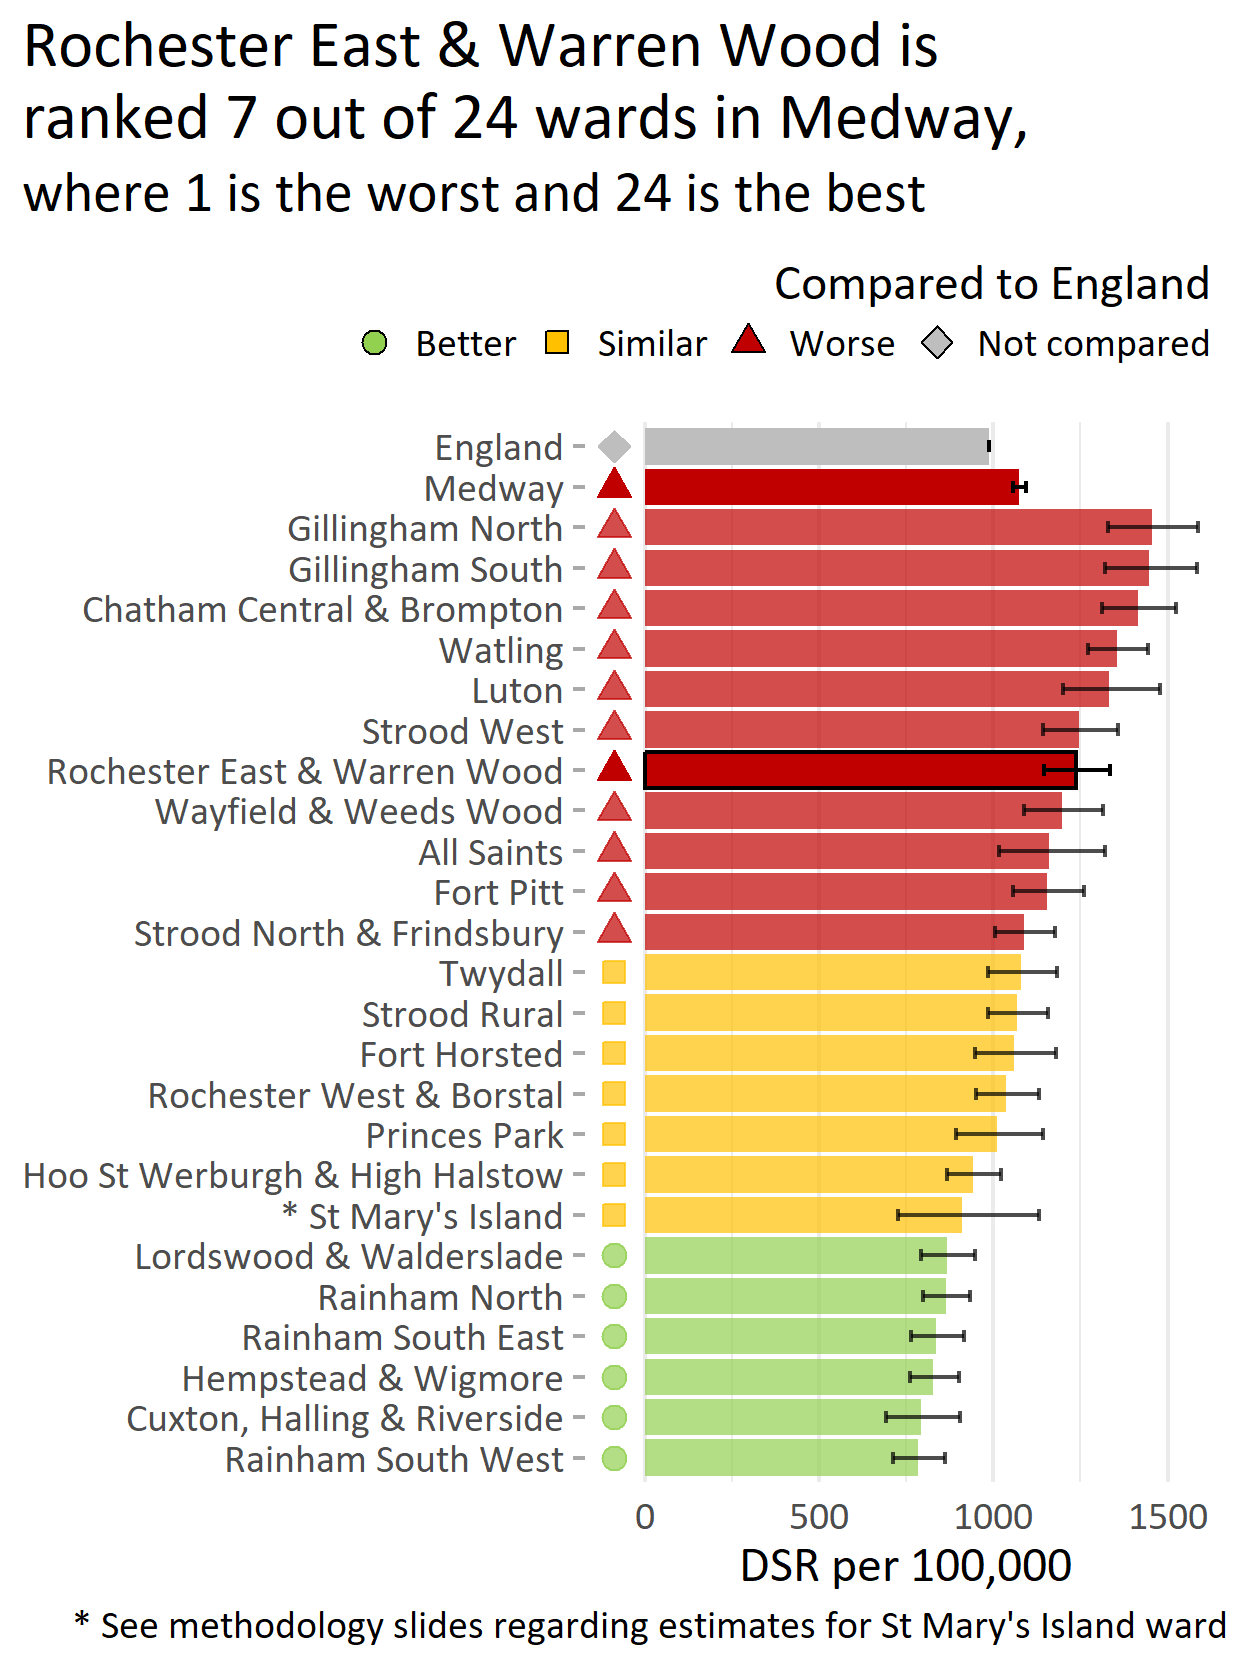 Rochester East & Warren Wood is
ranked 7 out of 24 wards in Medway,
where 1 is the worst and 24 is the best
Compared to England
Better Similar Worse Not compared
England
Medway
Gillingham North
Gillingham South
Chatham Central & Brompton
Watling
Luton
Strood West
Rochester East & Warren Wood
Wayfield & Weeds Wood
All Saints
Fort Pitt
Strood North & Frindsbury
Twydall
Strood Rural
Fort Horsted
Rochester West & Borstal
Princes Park
Hoo St Werburgh & High Halstow
* St Mary's Island
Lordswood & Walderslade
Rainham North
Rainham South East
Hempstead & Wigmore
Cuxton, Halling & Riverside
Rainham South West
0 500 1000 1500
DSR per 100,000
* See methodology slides regarding estimates for St Mary's Island ward